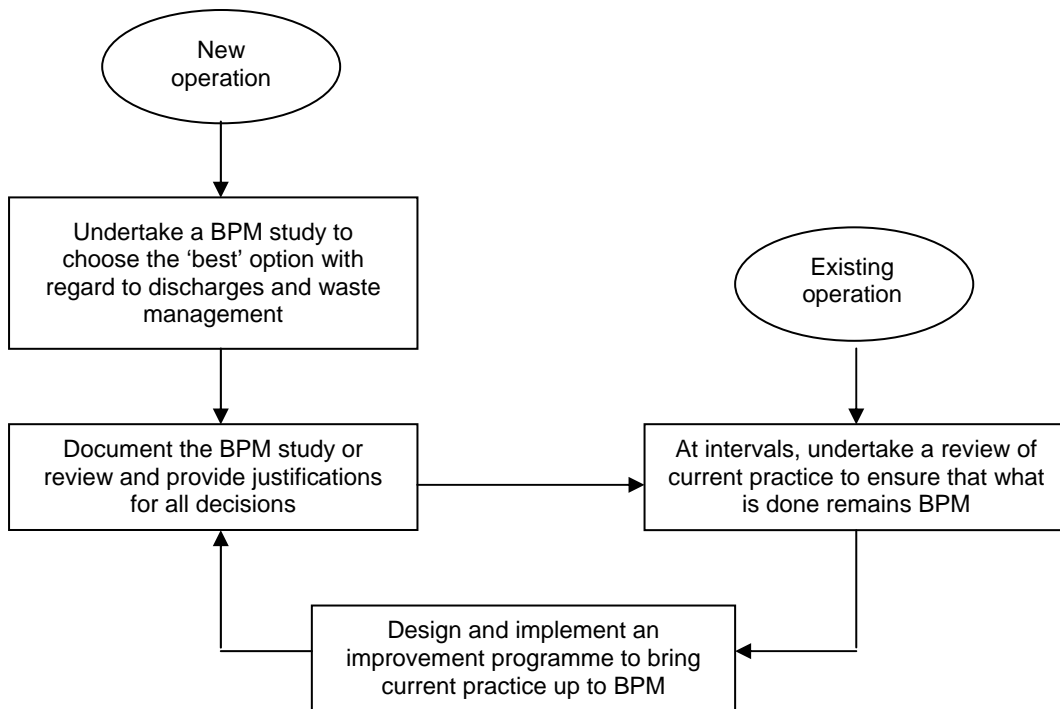 New
operation
Undertake a BPM study to
choose the ‘best’ option with
regard to discharges and waste
management
Existing
operation
Document the BPM study or
review and provide justifications
for all decisions
At intervals, undertake a review of
current practice to ensure that what
is done remains BPM
Design and implement an
improvement programme to bring
current practice up to BPM